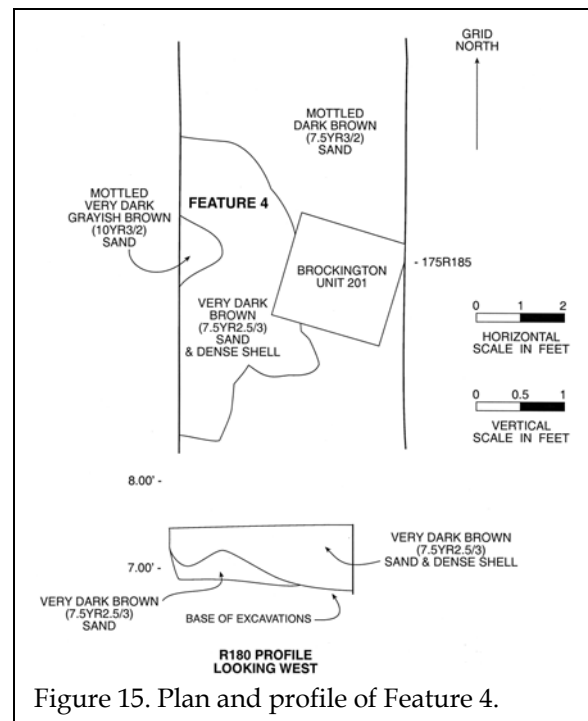 GRID
NORTH
MOTTLED
DARK BROWN
(7.5YR3/2)
SAND
MOTTLED
VERY DARK
GRAYISH BROWN
(10YR3/2)
SAND
FEATURE 4
BROCKINGTON
UNIT 201
- 175R185
VERY DARK
BROWN
(7.5YR2.5/3)
SAND
& DENSE SHELL
0 1 2
HORIZONTAL
SCALE IN FEET
0 0.5 1
VERTICAL
SCALE IN FEET
8.00' -
7.00' -
VERY DARK BROWN
(7.5YR2.5/3)
SAND & DENSE SHELL
VERY DARK BROWN
(7.5YR2.5/3)
SAND
BASE OF EXCAVATIONS
R180 PROFILE
LOOKING WEST
Figure 15. Plan and profile of Feature 4.